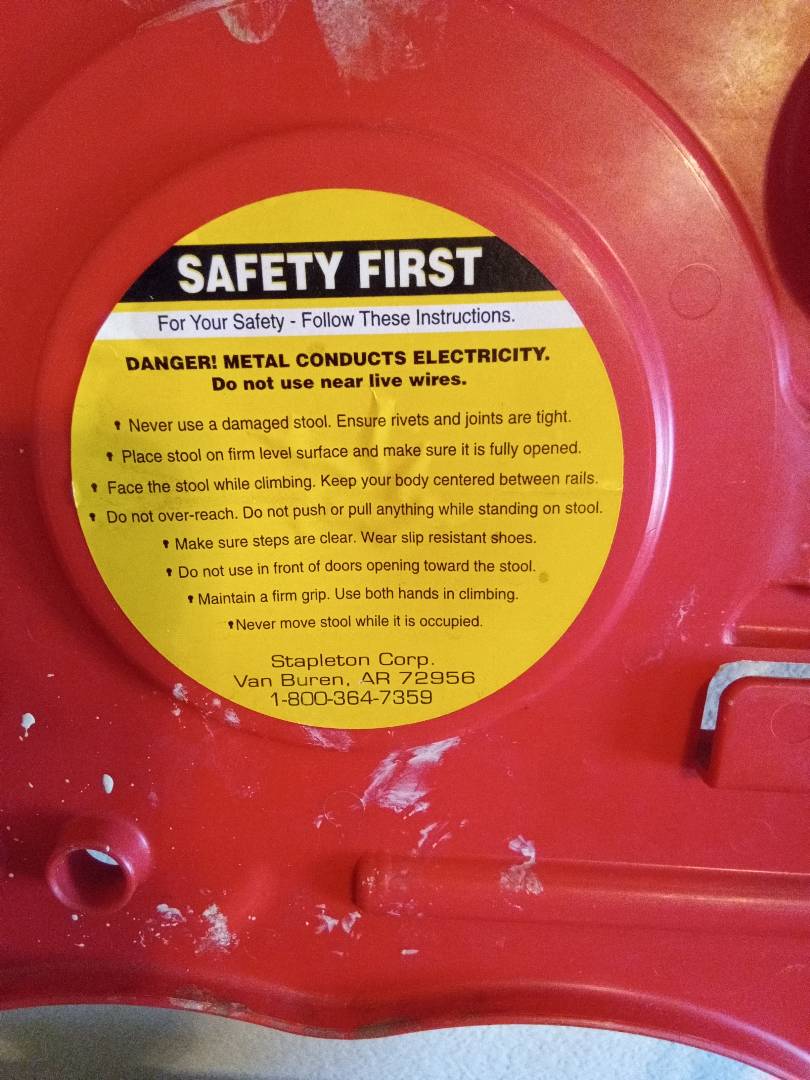 SAFETY FIRST
For Your Safety - Follow These Instructions.
DANGER! METAL CONDUCTS ELECTRICITY.
Do not use near live wires.
Never use a damaged stool. Ensure rivets and joints are tight.
Place stool on firm level surface and make sure it is fully opened.
Face the stool while climbing. Keep your body centered between rails.
Do not over-reach. Do not push or pull anything while standing on stool.
Make sure steps are clear. Wear slip resistant shoes.
Do not use in front of doors opening toward the stool.
Maintain a firm grip. Use both hands in climbing.
Never move stool while it is occupied.
Stapleton Corp.
Van Buren, AR 72956
1-800-364-7359